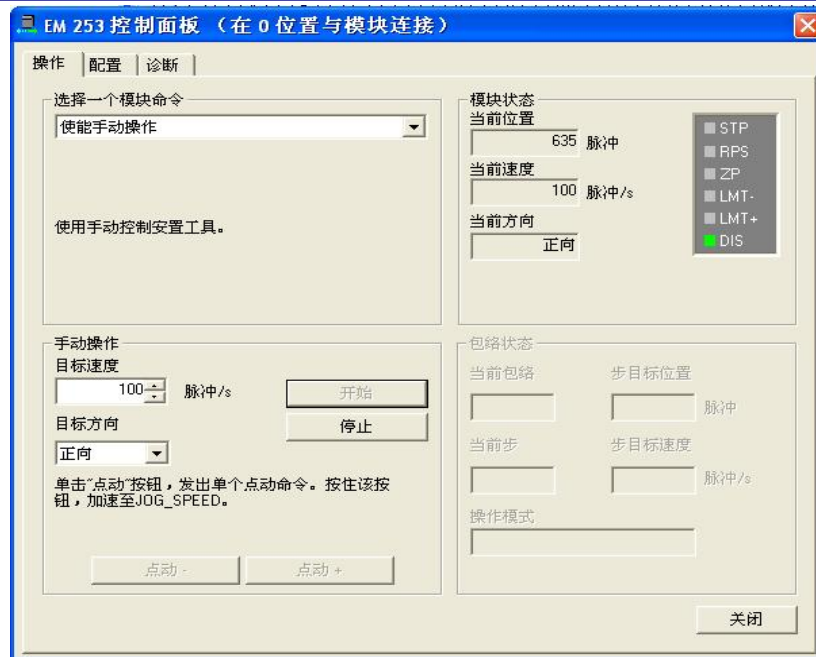 EM 253 控制面板 （在 0 位置与模块连接）
操作
配置
诊断
选择一个模块命令
使能手动操作
使用手动控制安置工具。
模块状态
当前位置
635 脉冲
当前速度
100 脉冲/s
当前方向
正向
STP
RPS
ZP
LMT-
LMT+
DIS
手动操作
目标速度
100 脉冲/s
开始
目标方向
停止
正向
单击"点动"按钮，发出单个点动命令。按住该按
钮，加速至JOG_SPEED。
点动 -
点动 +
包络状态
当前包络
步目标位置
脉冲
当前步
步目标速度
脉冲/s
操作模式
关闭